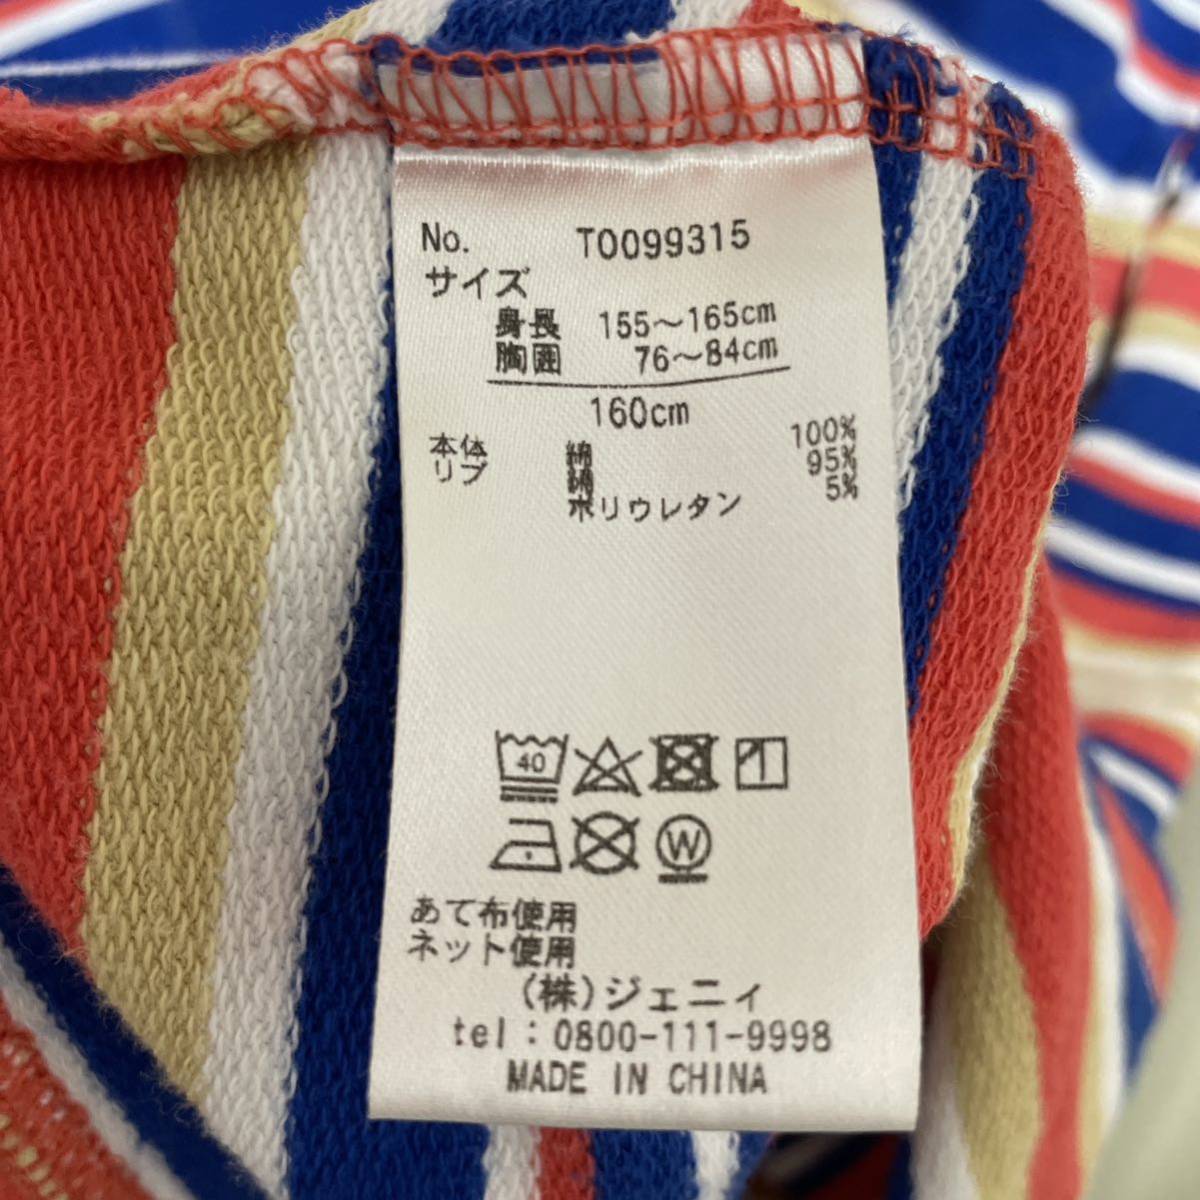 No. T0099315
サイズ
身長 155〜165cm
胸囲 76〜84cm
160cm
本体 綿 100%
リブ 綿 95%
ポリウレタン 5%
40
W
あて布使用
ネット使用
(株)ジェニィ
tel：0800-111-9998
MADE IN CHINA